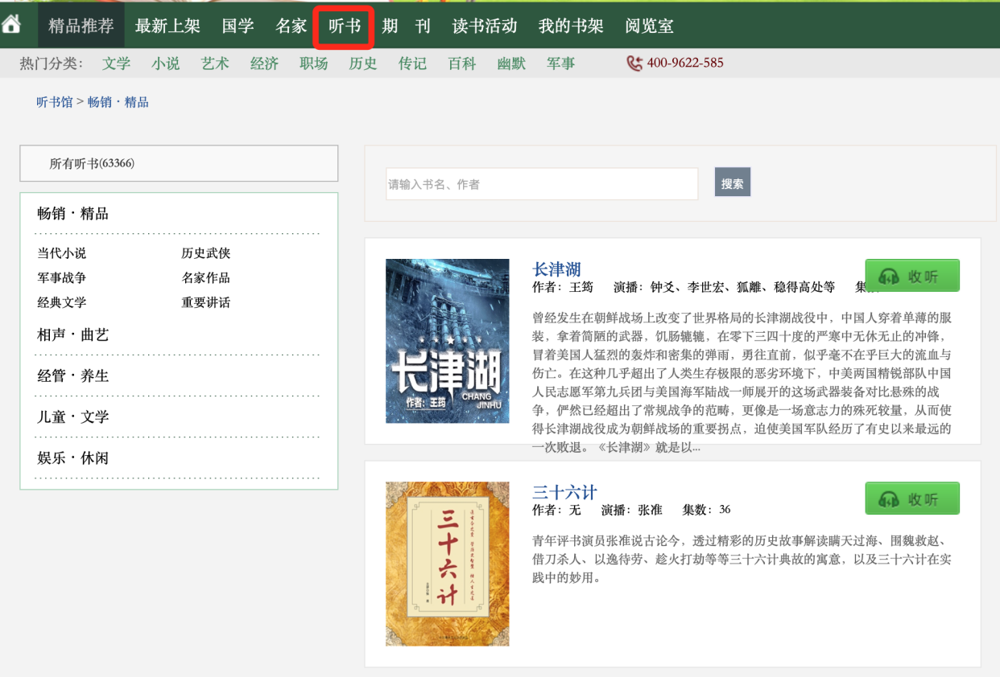 精品推荐 最新上架 国学 名家 听书 期 刊 读书活动 我的书架 阅览室
热门分类： 文学 小说 艺术 经济 职场 历史 传记 百科 幽默 军事 400-9622-585
听书馆 > 畅销·精品
所有听书(63366)
畅销·精品
当代小说 历史武侠
军事战争 名家作品
经典文学 重要讲话
相声·曲艺
经管·养生
儿童·文学
娱乐·休闲
请输入书名、作者 搜索
长津湖
作者：王筠
CHANG
JINHU
长津湖
收听
作者：王筠 演播：钟爻、李世宏、狐離、稳得高处等 集
曾经发生在朝鲜战场上改变了世界格局的长津湖战役中，中国人穿着单薄的服
装，拿着简陋的武器，饥肠辘辘，在零下三四十度的严寒中无休无止的冲锋，
冒着美国人猛烈的轰炸和密集的弹雨，勇往直前，似乎毫不在乎巨大的流血与
伤亡。在这种几乎超出了人类生存极限的恶劣环境下，中美两国精锐部队中国
人民志愿军第九兵团与美国海军陆战一师展开的这场武器装备对比悬殊的战
争，俨然已经超出了常规战争的范畴，更像是一场意志力的殊死较量，从而使
得长津湖战役成为朝鲜战场的重要拐点，迫使美国军队经历了有史以来最远的
一次败退。《长津湖》就是以...
三十六计
三十六计
收听
作者：无 演播：张准 集数：36
青年评书演员张准说古论今，透过精彩的历史故事解读瞒天过海、围魏救赵、
借刀杀人、以逸待劳、趁火打劫等等三十六计典故的寓意，以及三十六计在实
践中的妙用。